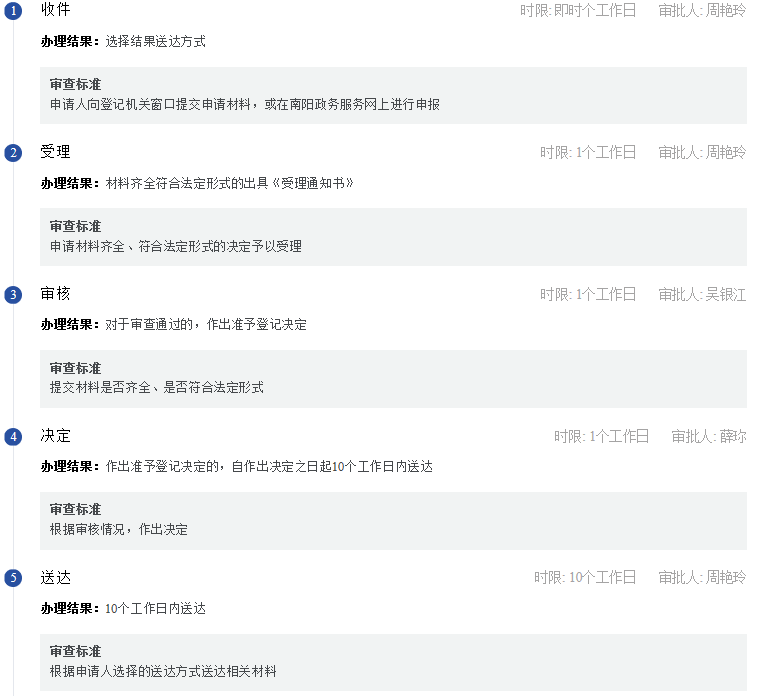 1 收件 时限: 即时个工作日 审批人: 周艳玲
办理结果：选择结果送达方式
审查标准
申请人向登记机关窗口提交申请材料，或在南阳政务服务网上进行申报
2 受理 时限: 1个工作日 审批人: 周艳玲
办理结果：材料齐全符合法定形式的出具《受理通知书》
审查标准
申请材料齐全、符合法定形式的决定予以受理
3 审核 时限: 1个工作日 审批人: 吴银江
办理结果：对于审查通过的，作出准予登记决定
审查标准
提交材料是否齐全、是否符合法定形式
4 决定 时限: 1个工作日 审批人: 薛珎
办理结果：作出准予登记决定的，自作出决定之日起10个工作日内送达
审查标准
根据审核情况，作出决定
5 送达 时限: 10个工作日 审批人: 周艳玲
办理结果：10个工作日内送达
审查标准
根据申请人选择的送达方式送达相关材料